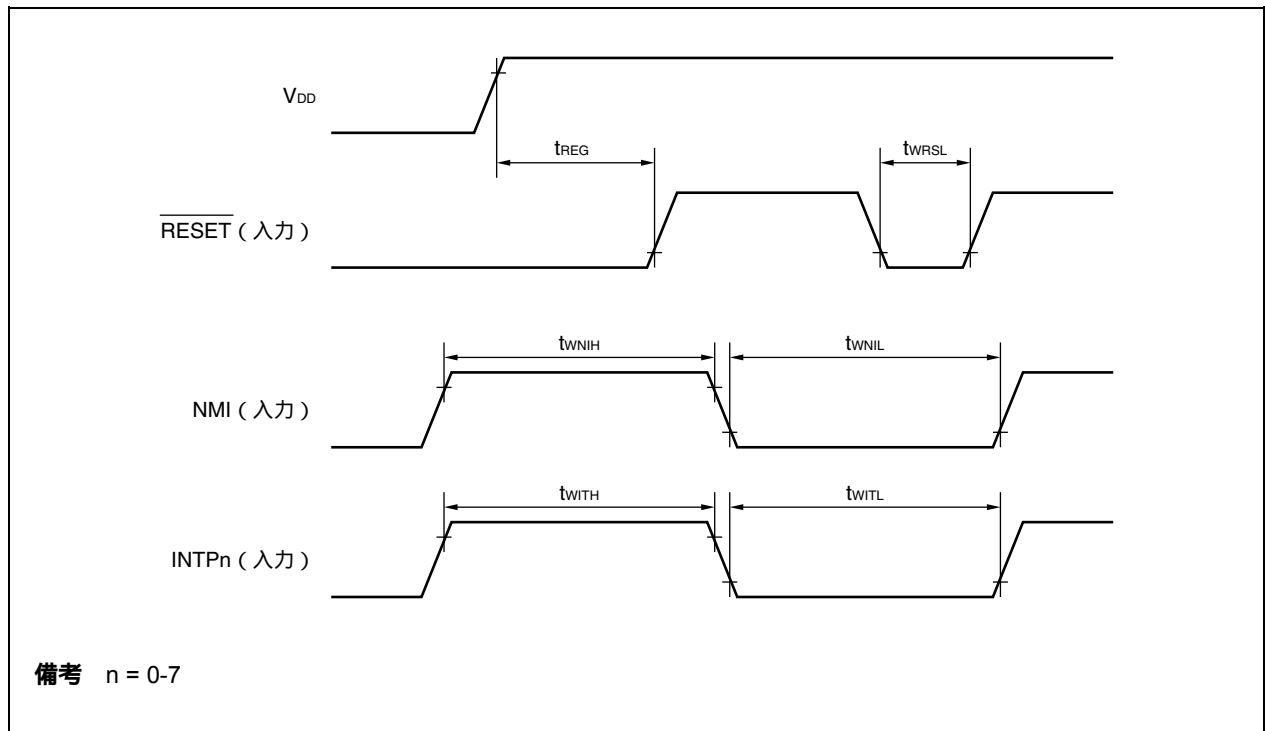 VDD
tREG
tWRSL
RESET（入力）
tWNIH
tWNIL
NMI（入力）
tWITH
tWITL
INTPn（入力）
備考 n = 0-7